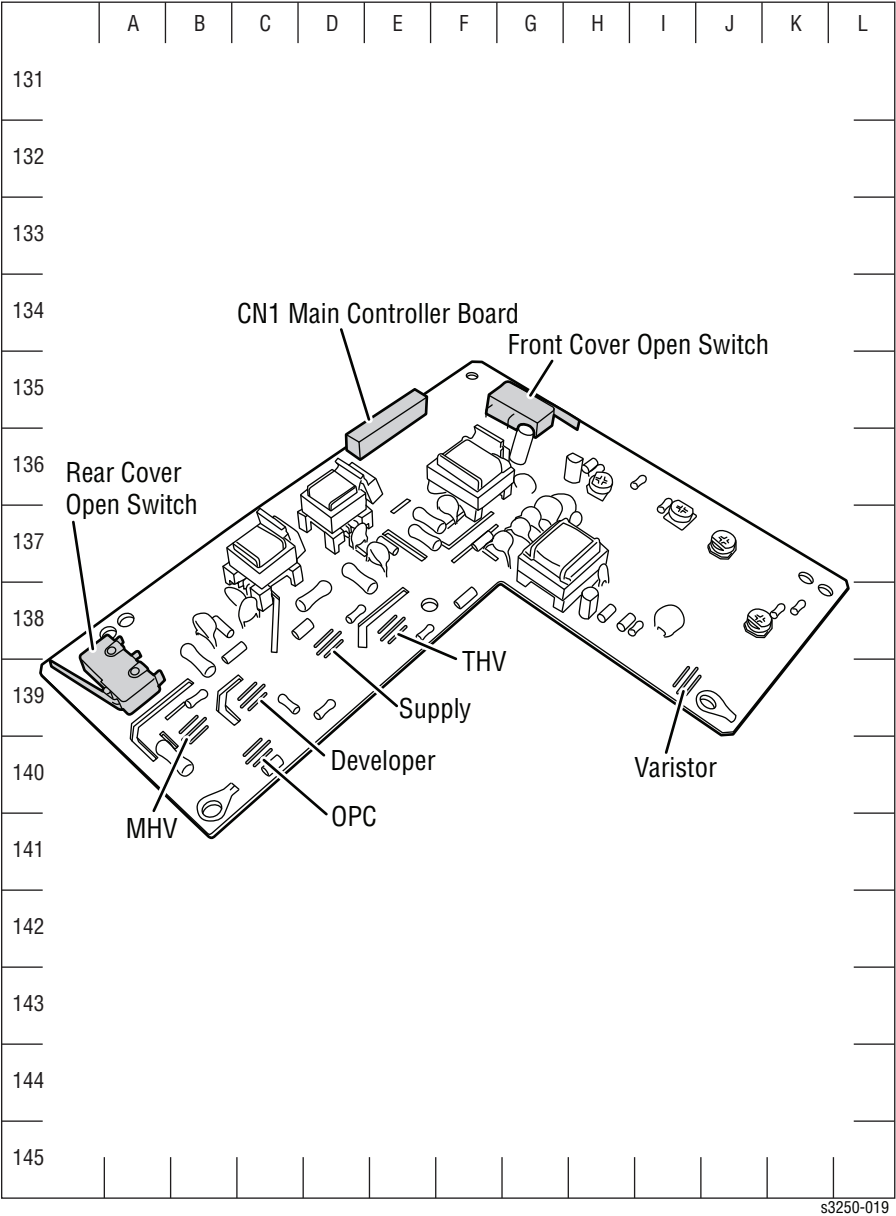 A B C D E F G H I J K L
131
132
133
134
CN1 Main Controller Board
Front Cover Open Switch
135
136
Rear Cover
Open Switch
137
138
THV
139
Supply
Developer
Varistor
140
OPC
MHV
141
142
143
144
145
s3250-019